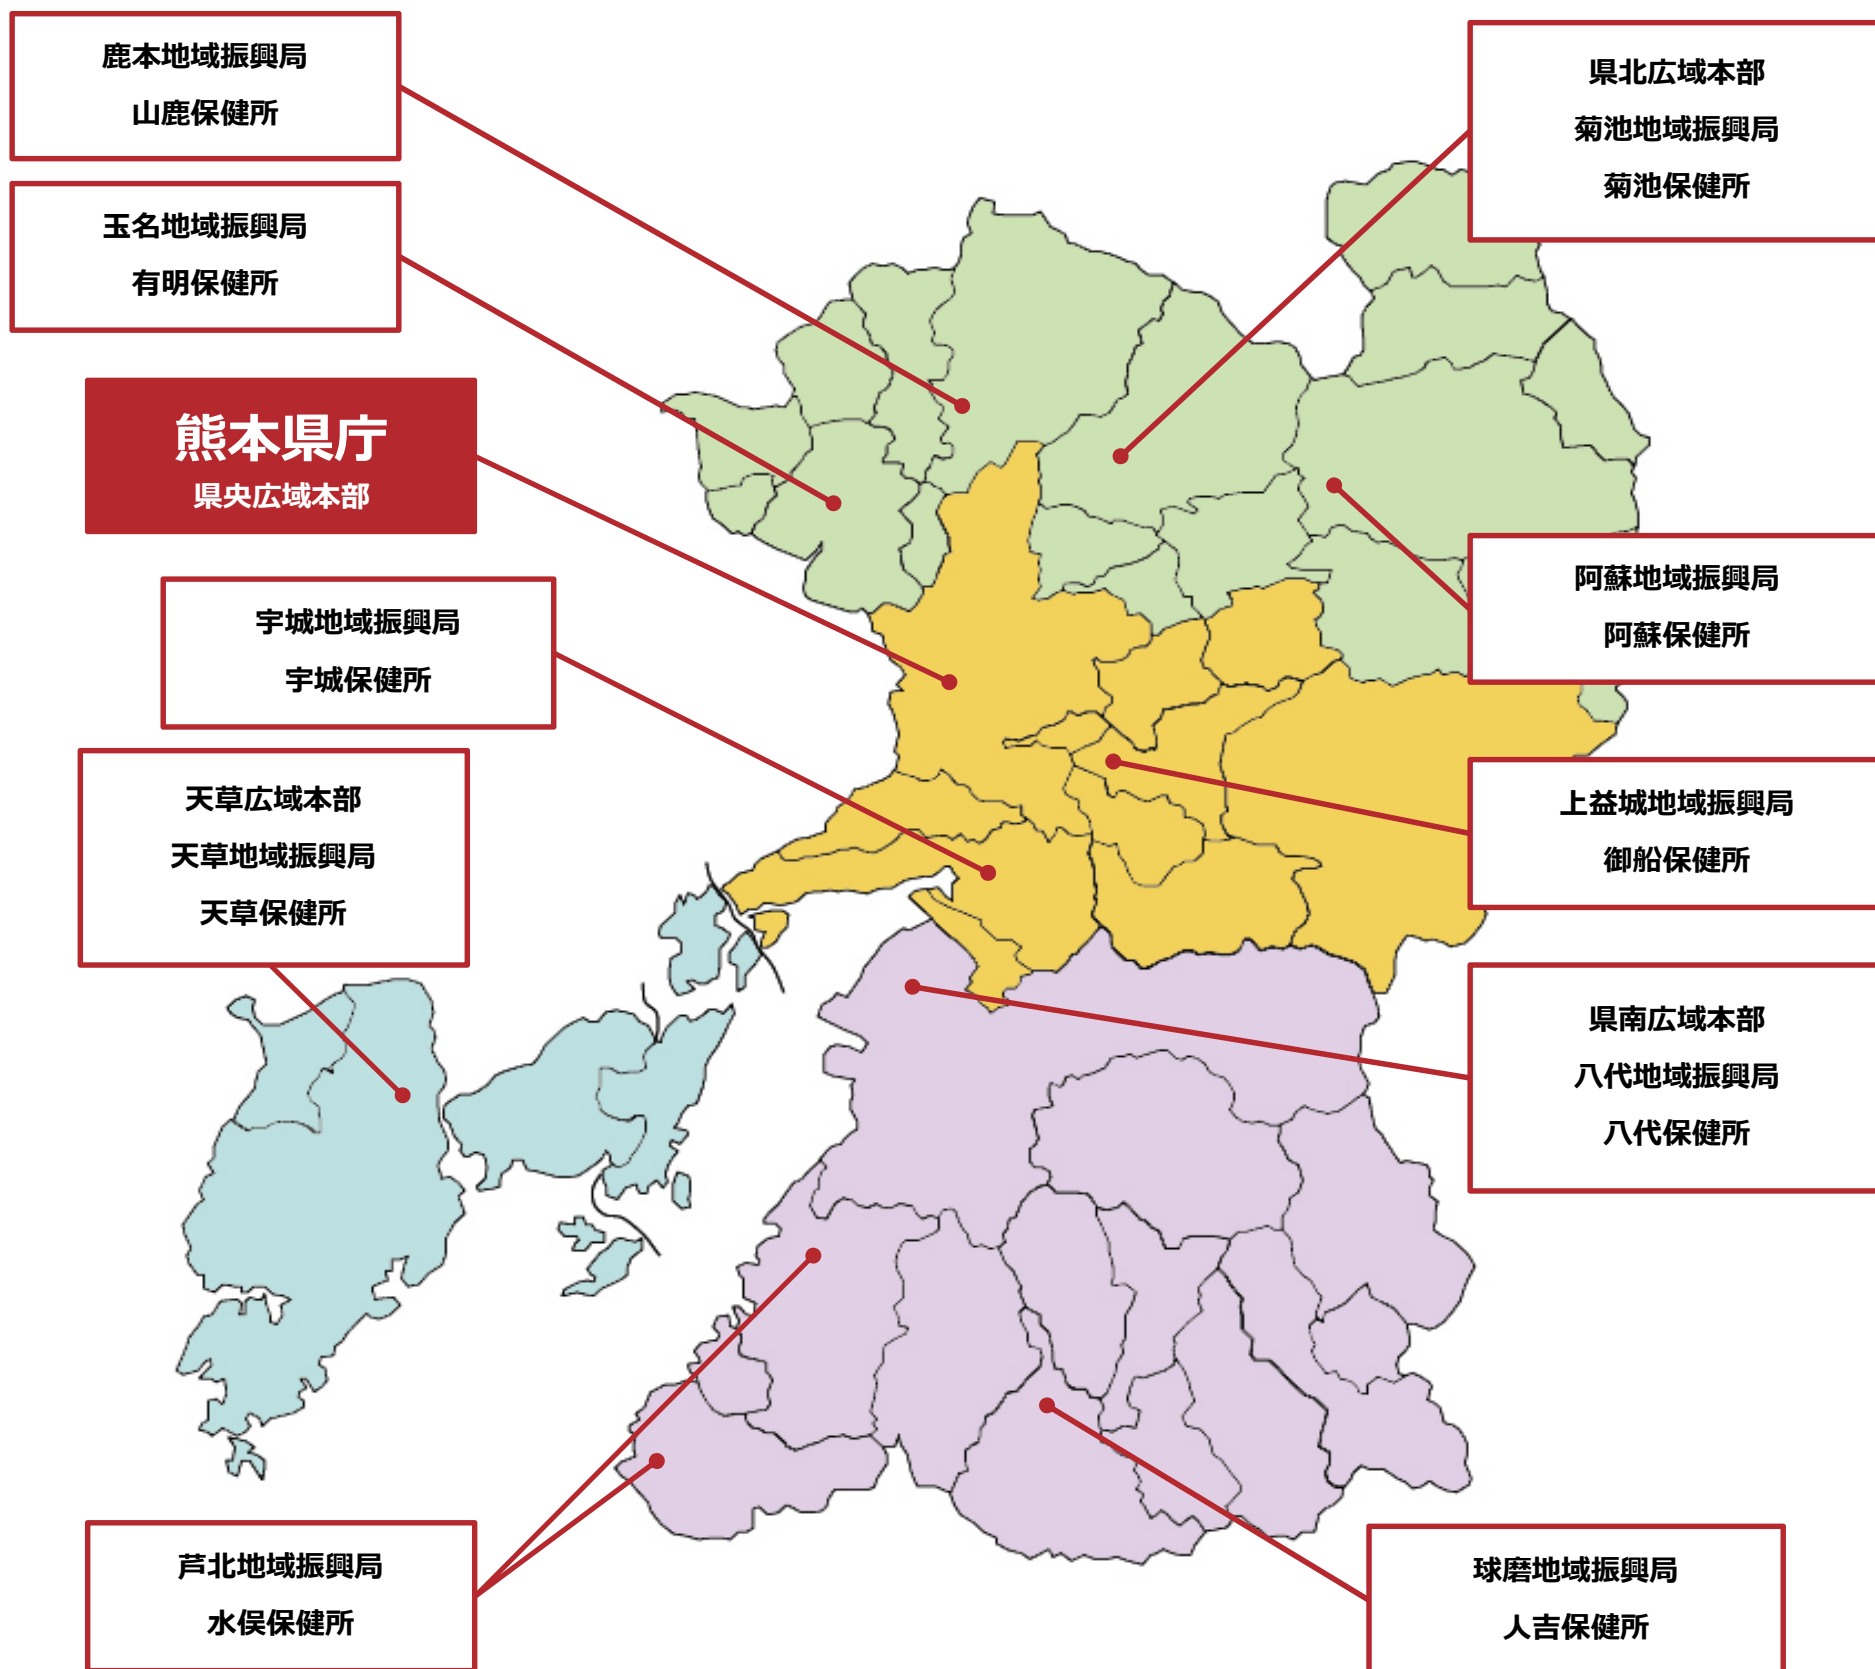 鹿本地域振興局
山鹿保健所
県北広域本部
菊池地域振興局
菊池保健所
玉名地域振興局
有明保健所
熊本県庁
県央広域本部
宇城地域振興局
宇城保健所
阿蘇地域振興局
阿蘇保健所
天草広域本部
天草地域振興局
天草保健所
上益城地域振興局
御船保健所
県南広域本部
八代地域振興局
八代保健所
芦北地域振興局
水俣保健所
球磨地域振興局
人吉保健所